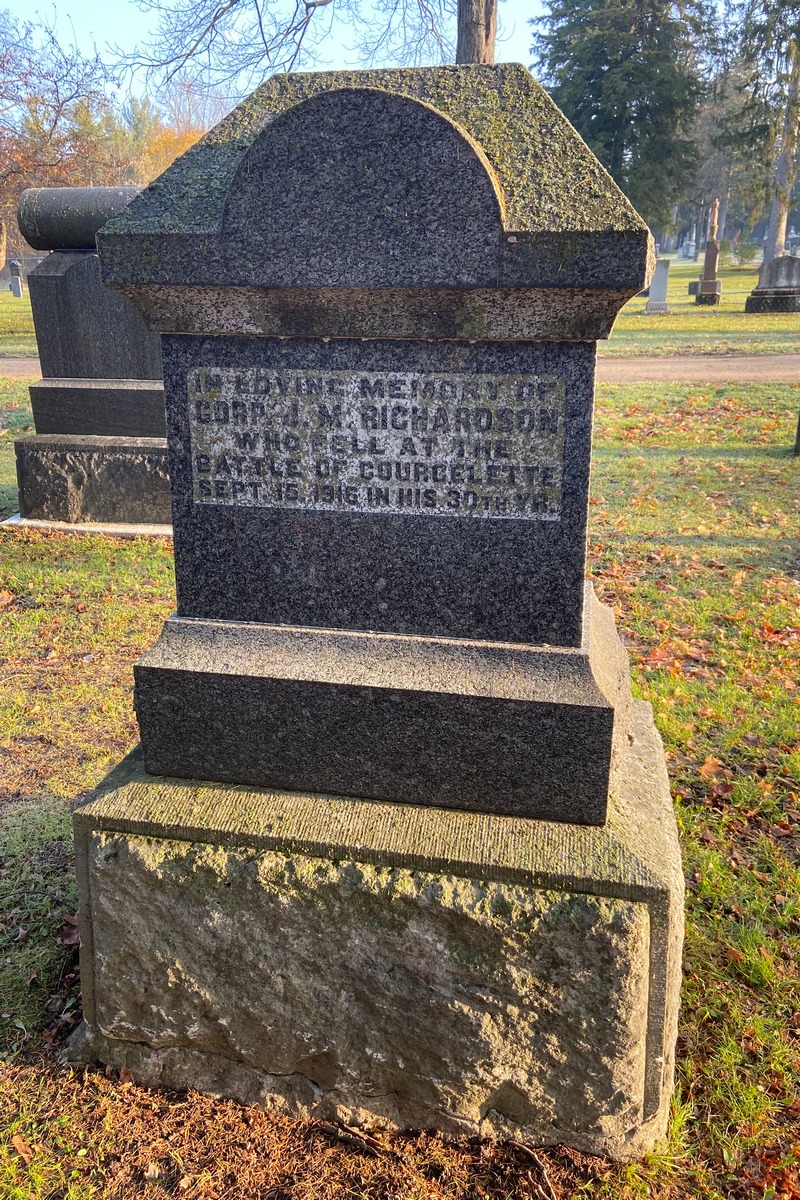 IN LOVING MEMORY OF
CORP. J. M. RICHARDSON
WHO FELL AT THE
BATTLE OF COURCELETTE
SEPT. 15, 1916 IN HIS 30TH YR.